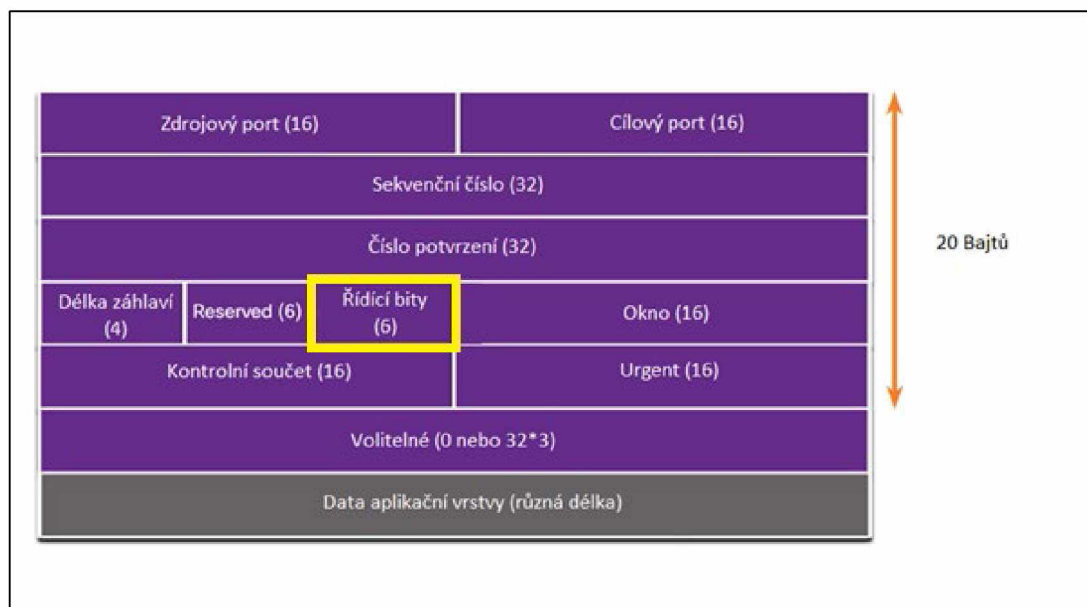 Zdrojový port (16)
Cílový port (16)
Sekvenční číslo (32)
20 Bajtů
Číslo potvrzení (32)
Délka záhlaví
(4)
Reserved (6)
Řídící bity
(6)
Okno (16)
Kontrolní součet (16)
Urgent (16)
Volitelné (0 nebo 32*3)
Data aplikační vrstvy (různá délka)